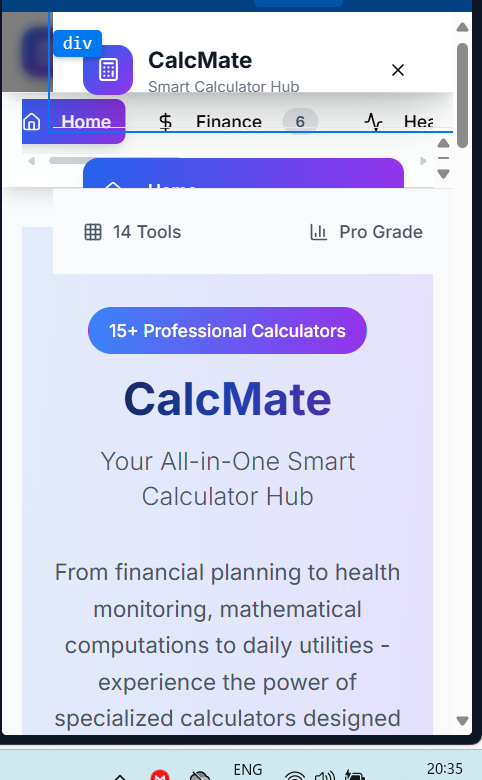 div
CalcMate
Smart Calculator Hub
Home
Finance
6
Home
14 Tools
Pro Grade
15+ Professional Calculators
CalcMate
Your All-in-One Smart
Calculator Hub
From financial planning to health
monitoring, mathematical
computations to daily utilities -
experience the power of
specialized calculators designed
ENG
20:35